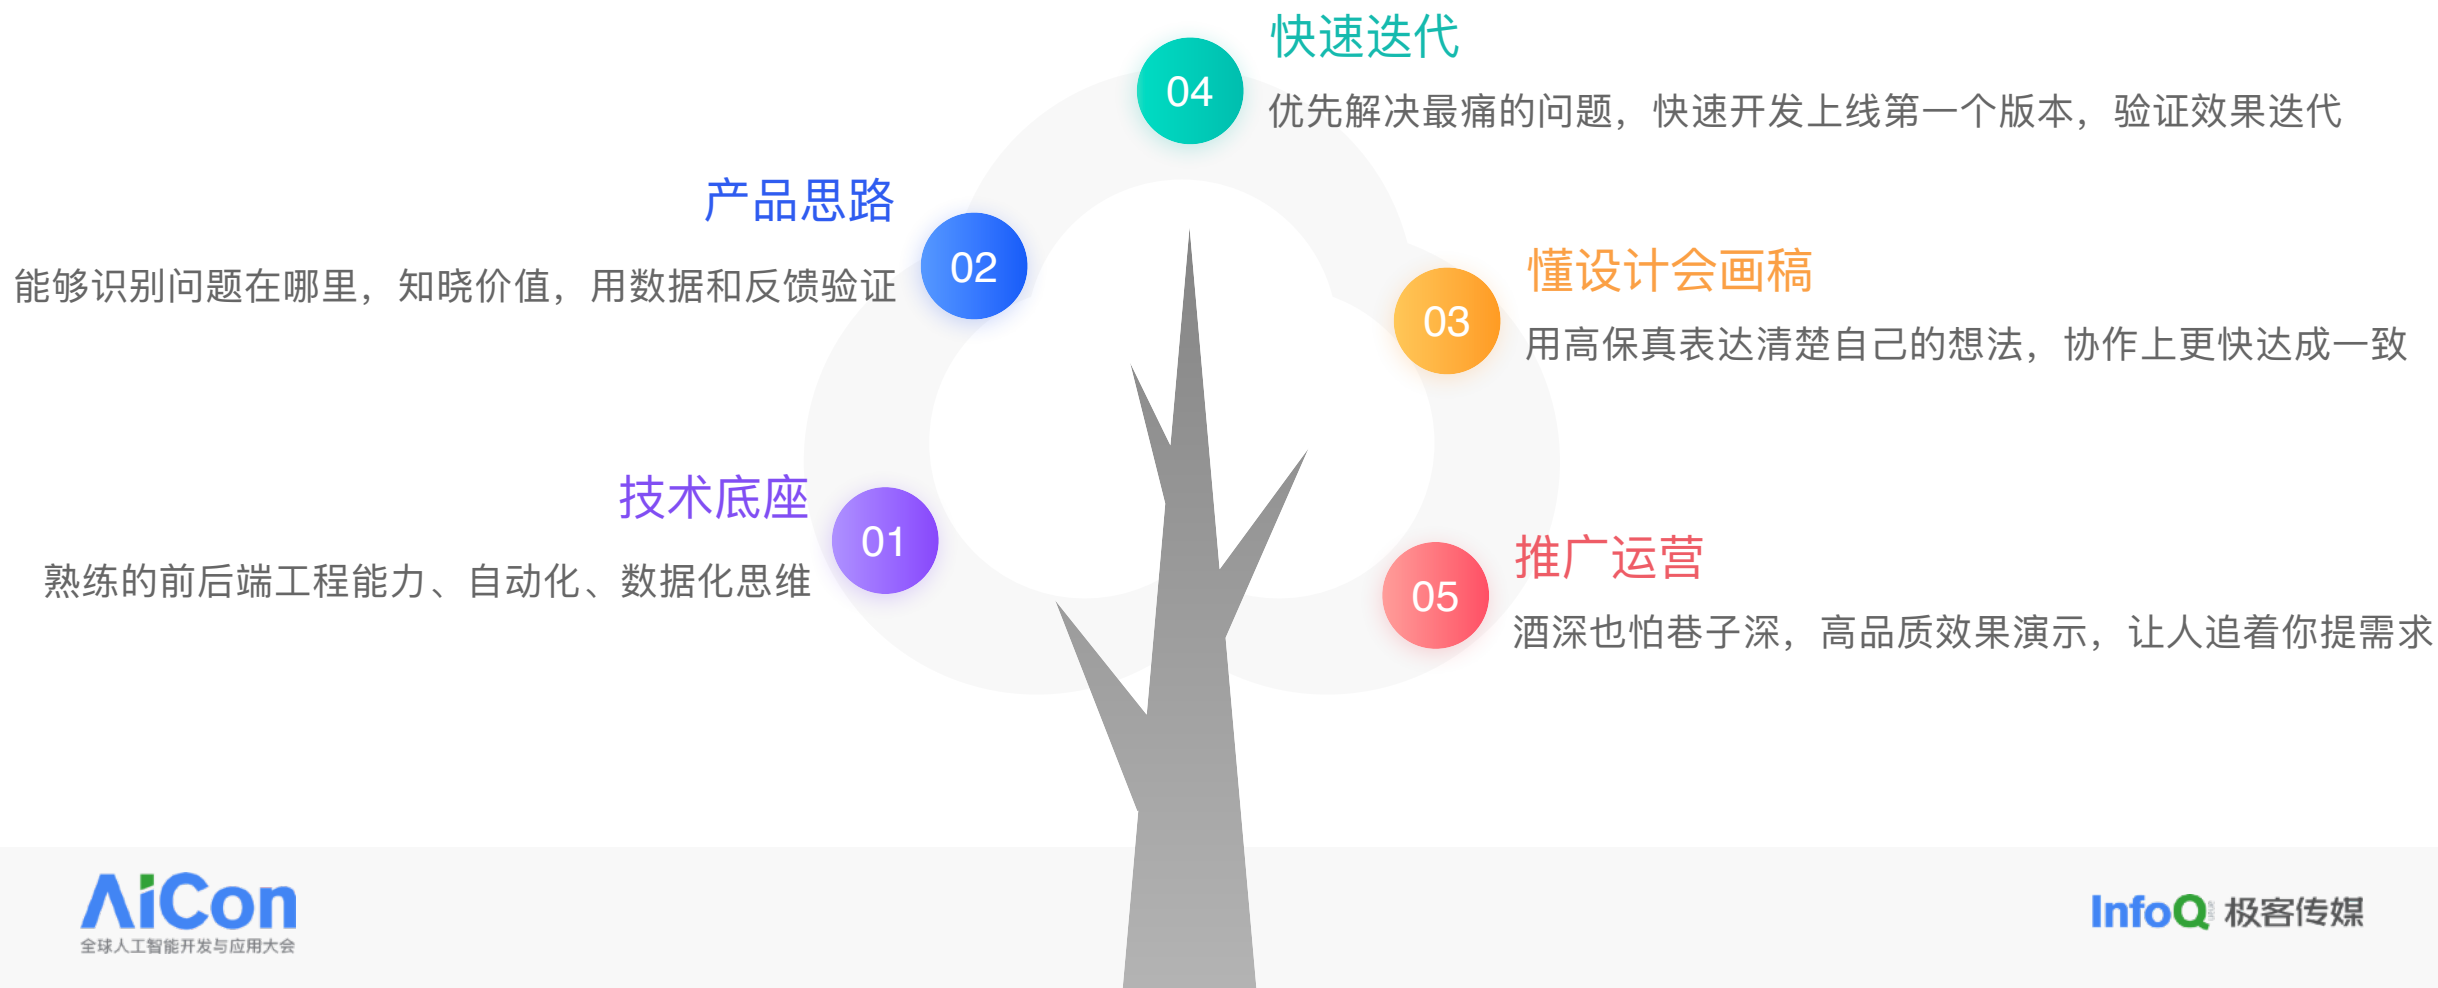 04
快速迭代
优先解决最痛的问题，快速开发上线第一个版本，验证效果迭代
产品思路
02
能够识别问题在哪里，知晓价值，用数据和反馈验证
懂设计会画稿
03
用高保真表达清楚自己的想法，协作上更快达成一致
技术底座
01
熟练的前后端工程能力、自动化、数据化思维
推广运营
05
酒深也怕巷子深，高品质效果演示，让人追着你提需求
AiCon
全球人工智能开发与应用大会
InfoQ 极客传媒